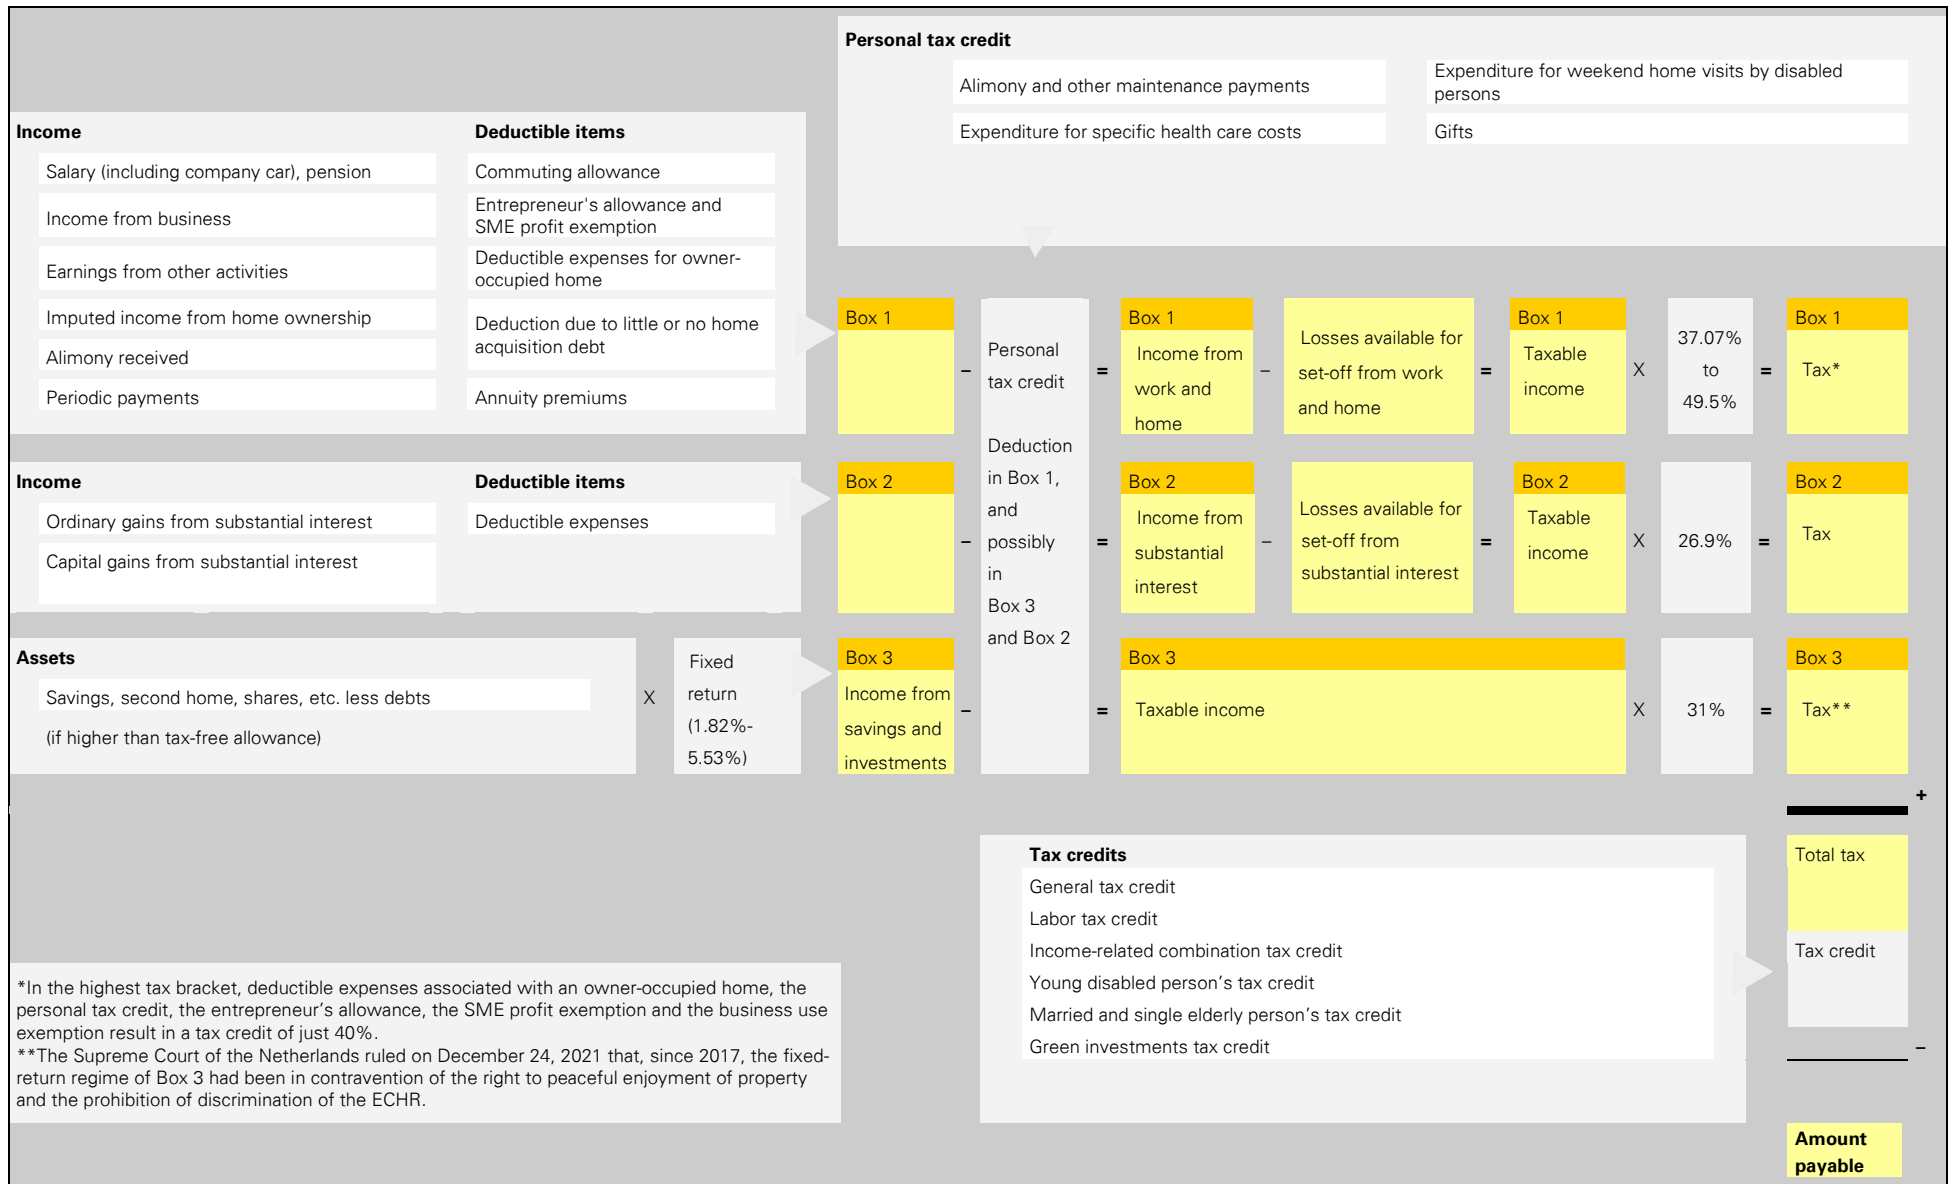 Personal tax credit
Alimony and other maintenance payments
Expenditure for weekend home visits by disabled
persons
Expenditure for specific health care costs
Gifts
Income
Deductible items
Salary (including company car), pension
Commuting allowance
Income from business
Entrepreneur's allowance and
SME profit exemption
Earnings from other activities
Deductible expenses for owner-
occupied home
Imputed income from home ownership
Deduction due to little or no home
acquisition debt
Alimony received
Periodic payments
Annuity premiums
Box 1
–
Personal
tax credit
Deduction
in Box 1,
and
possibly
in
Box 3
and Box 2
=
Box 1
Income from
work and
home
–
Losses available for
set-off from work
and home
=
Box 1
Taxable
income
X
37.07%
to
49.5%
=
Box 1
Tax*
Income
Deductible items
Ordinary gains from substantial interest
Deductible expenses
Capital gains from substantial interest
Box 2
–
=
Box 2
Income from
substantial
interest
–
Losses available for
set-off from
substantial interest
=
Box 2
Taxable
income
X
26.9%
=
Box 2
Tax
Assets
Savings, second home, shares, etc. less debts
(if higher than tax-free allowance)
X
Fixed
return
(1.82%-
5.53%)
Box 3
Income from
savings and
investments
–
=
Box 3
Taxable income
X
31%
=
Box 3
Tax**
+
Tax credits
General tax credit
Labor tax credit
Income-related combination tax credit
Young disabled person’s tax credit
Married and single elderly person’s tax credit
Green investments tax credit
Total tax
Tax credit
–
Amount
payable
*In the highest tax bracket, deductible expenses associated with an owner-occupied home, the
personal tax credit, the entrepreneur’s allowance, the SME profit exemption and the business use
exemption result in a tax credit of just 40%.
**The Supreme Court of the Netherlands ruled on December 24, 2021 that, since 2017, the fixed-
return regime of Box 3 had been in contravention of the right to peaceful enjoyment of property
and the prohibition of discrimination of the ECHR.